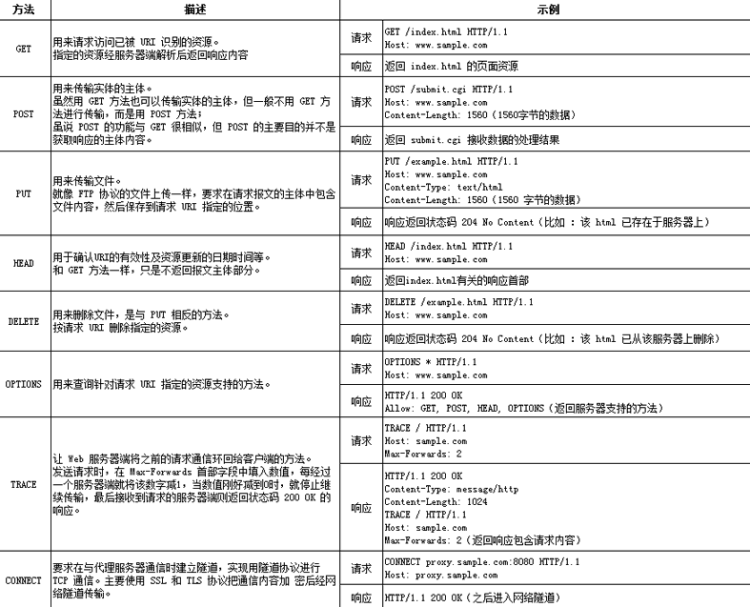 方法 描述 示例
GET
用来请求访问已被 URI 识别的资源。
指定的资源经服务器端解析后返回响应内容
请求
GET /index.html HTTP/1.1
Host: www.sample.com
响应
返回 index.html 的页面资源
POST
用来传输实体的主体。
虽然用 GET 方法也可以传输实体的主体，但一般不用 GET 方
法进行传输，而是用 POST 方法；
虽说 POST 的功能与 GET 很相似，但 POST 的主要目的并不是
获取响应的主体内容。
请求
POST /submit.cgi HTTP/1.1
Host: www.sample.com
Content-Length: 1560（1560字节的数据）
响应
返回 submit.cgi 接收数据的处理结果
PUT
用来传输文件。
就像 FTP 协议的文件上传一样，要求在请求报文的主体中包含
文件内容，然后保存到请求 URI 指定的位置。
请求
PUT /example.html HTTP/1.1
Host: www.sample.com
Content-Type: text/html
Content-Length: 1560（1560 字节的数据）
响应
响应返回状态码 204 No Content（比如 ：该 html 已存在于服务器上）
HEAD
用于确认URI的有效性及资源更新的日期时间等。
和 GET 方法一样，只是不返回报文主体部分。
请求
HEAD /index.html HTTP/1.1
Host: www.sample.com
响应
返回index.html有关的响应首部
DELETE
用来删除文件，是与 PUT 相反的方法。
按请求 URI 删除指定的资源。
请求
DELETE /example.html HTTP/1.1
Host: www.sample.com
响应
响应返回状态码 204 No Content（比如 ：该 html 已从该服务器上删除）
OPTIONS
用来查询针对请求 URI 指定的资源支持的方法。
请求
OPTIONS * HTTP/1.1
Host: www.sample.com
响应
HTTP/1.1 200 OK
Allow: GET, POST, HEAD, OPTIONS（返回服务器支持的方法）
TRACE
让 Web 服务器端将之前的请求通信环回给客户端的方法。
发送请求时，在 Max-Forwards 首部字段中填入数值，每经过
一个服务器端就将该数字减1，当数值刚好减到0时，就停止继
续传输，最后接收到请求的服务器端则返回状态码 200 OK 的
响应。
请求
TRACE / HTTP/1.1
Host: sample.com
Max-Forwards: 2
响应
HTTP/1.1 200 OK
Content-Type: message/http
Content-Length: 1024
TRACE / HTTP/1.1
Host: sample.com
Max-Forwards: 2（返回响应包含请求内容）
CONNECT
要求在与代理服务器通信时建立隧道，实现用隧道协议进行
TCP 通信。主要使用 SSL 和 TLS 协议把通信内容加 密后经网
络隧道传输。
请求
CONNECT proxy.sample.com:8080 HTTP/1.1
Host: proxy.sample.com
响应
HTTP/1.1 200 OK（之后进入网络隧道）